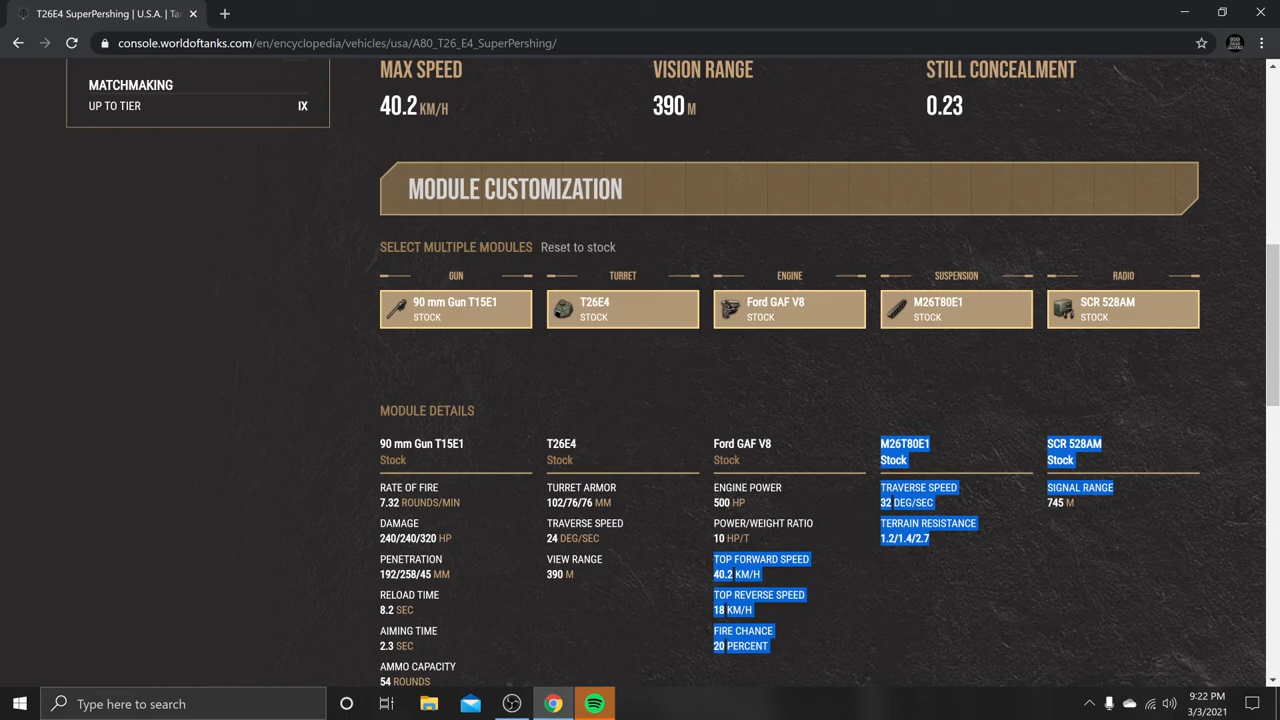 T26E4 SuperPershing | U.S.A. | Ta
console.worldoftanks.com/en/encyclopedia/vehicles/usa/A80_T26_E4_SuperPershing/
MATCHMAKING
UP TO TIER IX
MAX SPEED
40.2 KM/H
VISION RANGE
390 M
STILL CONCEALMENT
0.23
MODULE CUSTOMIZATION
SELECT MULTIPLE MODULES Reset to stock
GUN
90 mm Gun T15E1
STOCK
TURRET
T26E4
STOCK
ENGINE
Ford GAF V8
STOCK
SUSPENSION
M26T80E1
STOCK
RADIO
SCR 528AM
STOCK
MODULE DETAILS
90 mm Gun T15E1
Stock
RATE OF FIRE
7.32 ROUNDS/MIN
DAMAGE
240/240/320 HP
PENETRATION
192/258/45 MM
RELOAD TIME
8.2 SEC
AIMING TIME
2.3 SEC
AMMO CAPACITY
54 ROUNDS
T26E4
Stock
TURRET ARMOR
102/76/76 MM
TRAVERSE SPEED
24 DEG/SEC
VIEW RANGE
390 M
Ford GAF V8
Stock
ENGINE POWER
500 HP
POWER/WEIGHT RATIO
10 HP/T
TOP FORWARD SPEED
40.2 KM/H
TOP REVERSE SPEED
18 KM/H
FIRE CHANCE
20 PERCENT
M26T80E1
Stock
TRAVERSE SPEED
32 DEG/SEC
TERRAIN RESISTANCE
1.2/1.4/2.7
SCR 528AM
Stock
SIGNAL RANGE
745 M
Type here to search
9:22 PM
3/3/2021